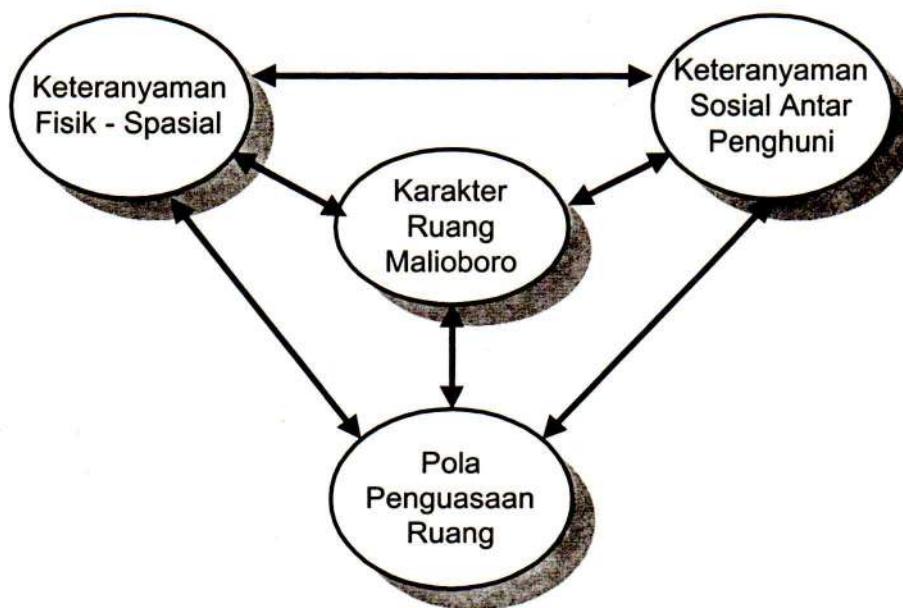 Keteranyaman
Fisik - Spasial
Keteranyaman
Sosial Antar
Penghuni
Karakter
Ruang
Malioboro
Pola
Penguasaan
Ruang